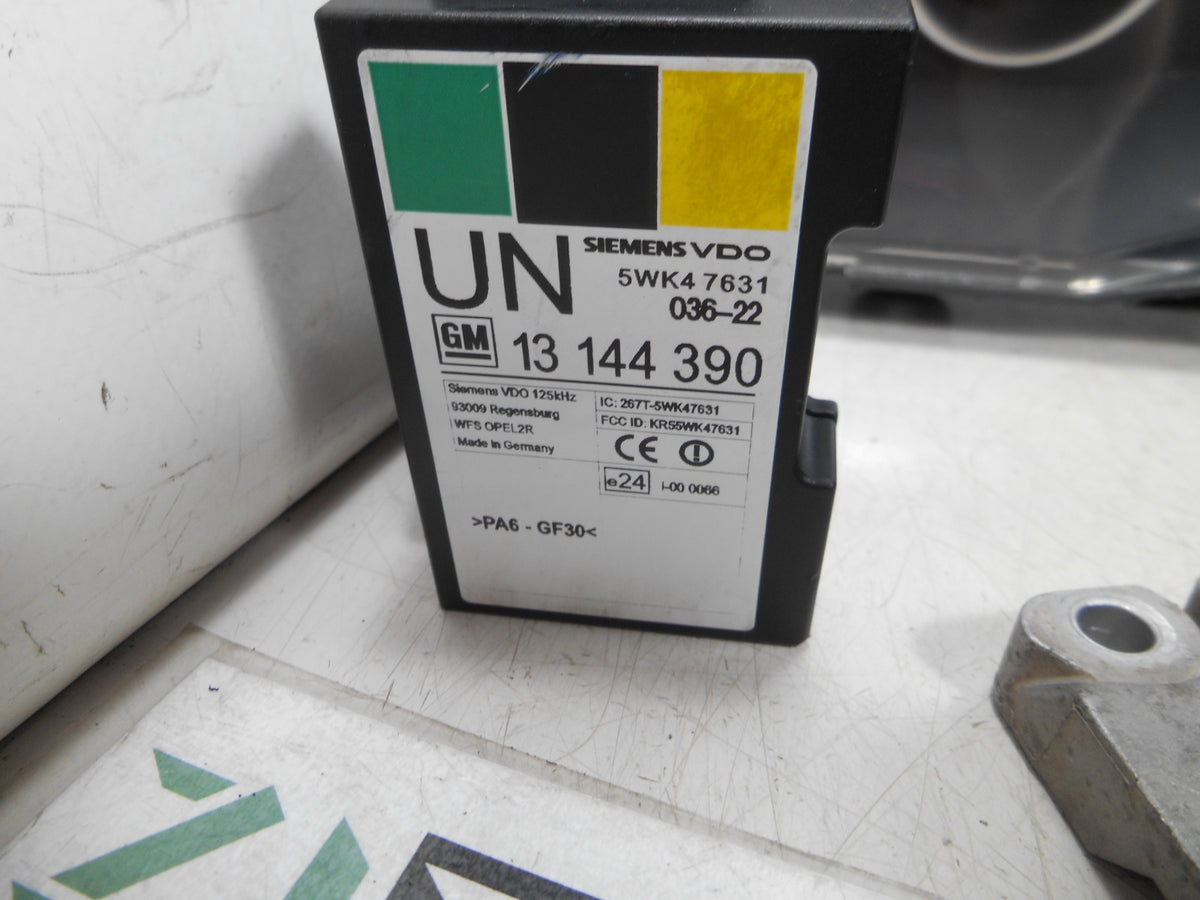 UN
SIEMENS VDO
5WK4 7631
036-22
GM
13 144 390
Siemens VDO 125kHz
93009 Regensburg
WFS OPEL2R
Made in Germany
IC: 267T-5WK47631
FCC ID: KR55WK47631
CE
e24 I-00 0066
>PA6 - GF30<